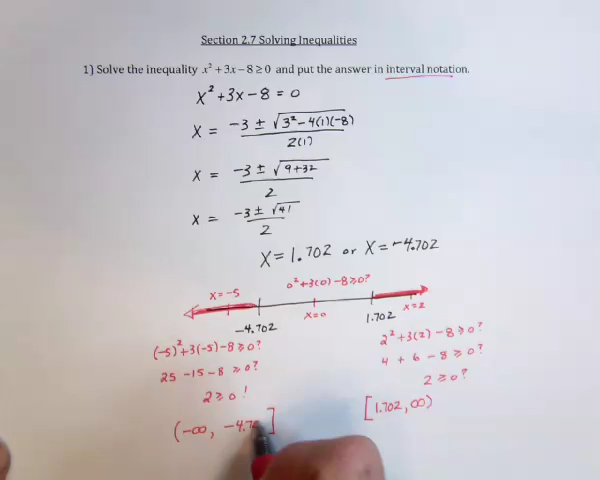 Section 2.7 Solving Inequalities
1) Solve the inequality x² + 3x – 8 ≥ 0 and put the answer in interval notation.
x² + 3x – 8 = 0
x = (-3 ± √(3² – 4(1)(-8))) / 2(1)
x = (-3 ± √(9+32)) / 2
x = (-3 ± √41) / 2
x = 1.702 or x = -4.702
0² + 3(0) – 8 ≥ 0?
x = -5
x = 0
x = 2
-4.702
1.702
(-5)² + 3(-5) – 8 ≥ 0?
25 – 15 – 8 ≥ 0?
2 ≥ 0!
2² + 3(2) – 8 ≥ 0?
4 + 6 – 8 ≥ 0?
2 ≥ 0?
(-∞, -4.70 ]
[1.702, ∞)